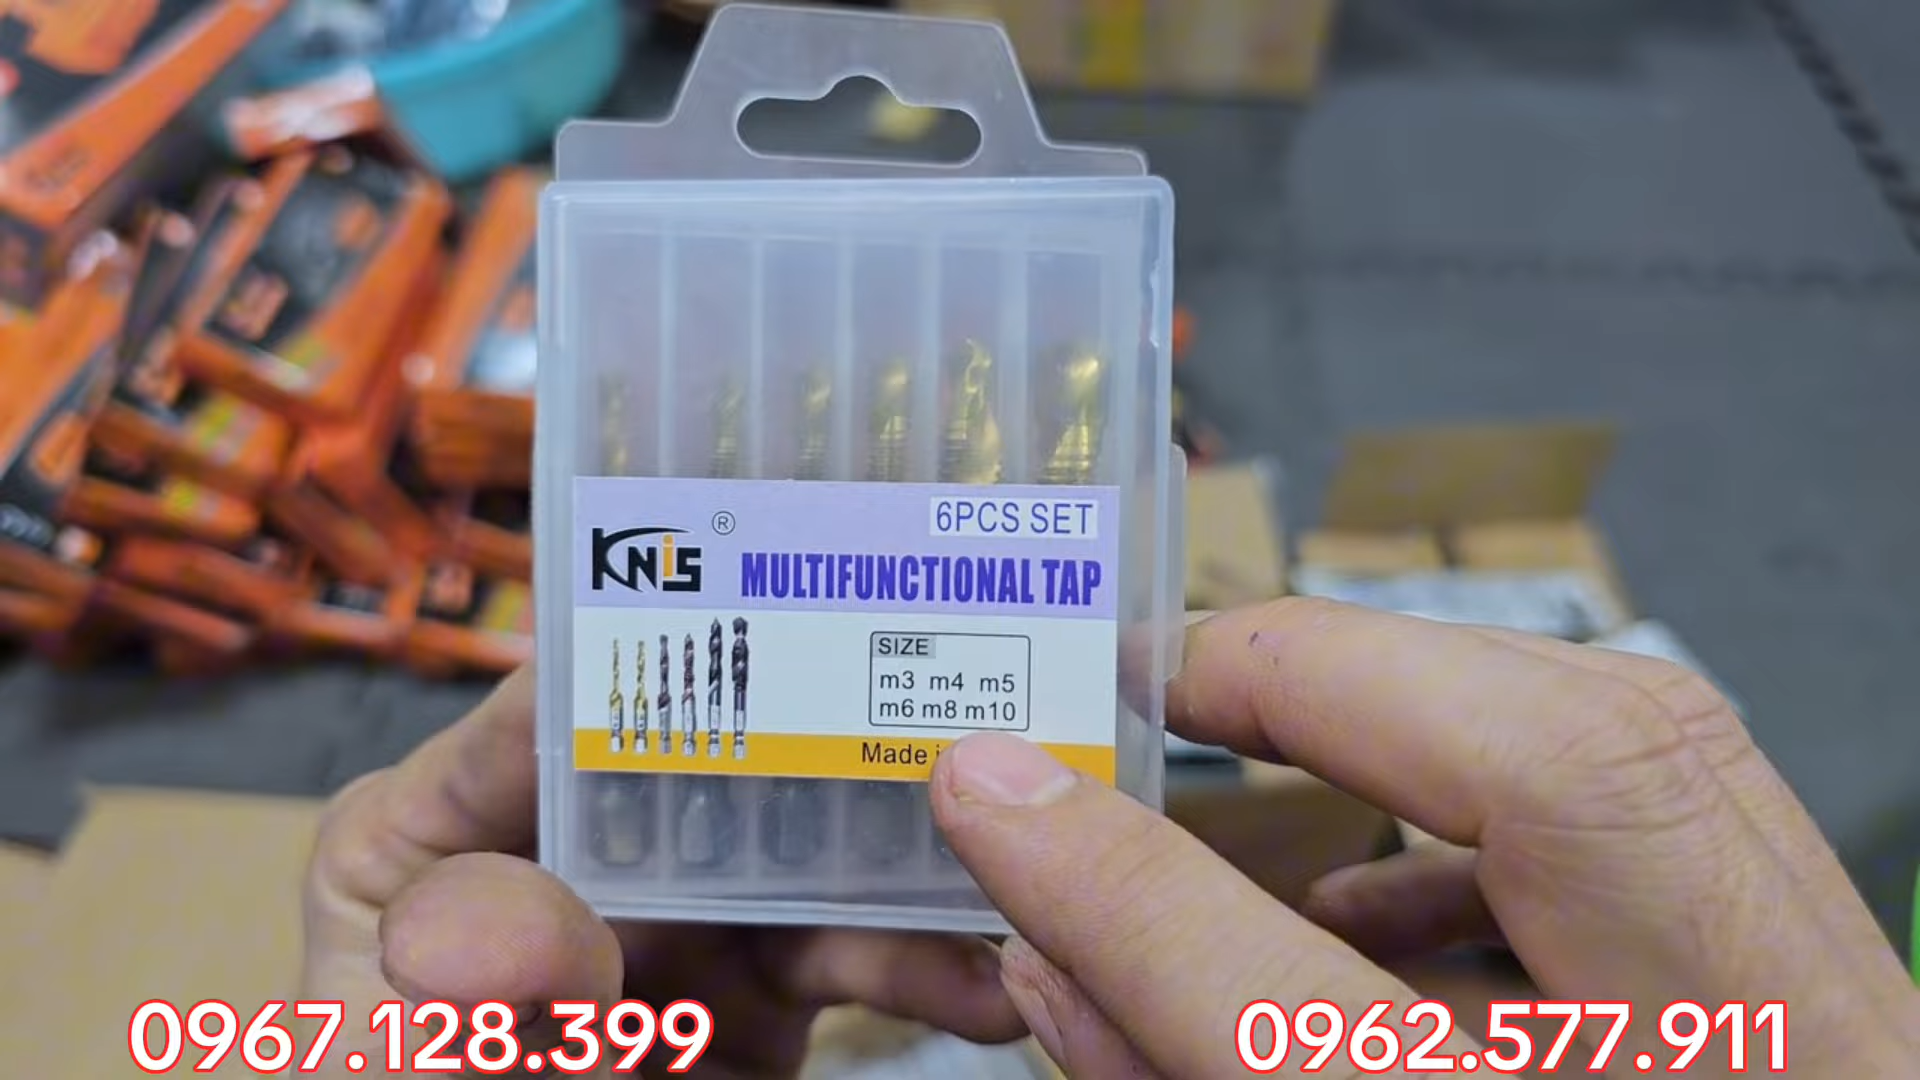 6PCS SET
KNiS ®
MULTIFUNCTIONAL TAP
SIZE
m3 m4 m5
m6 m8 m10
Made
0967.128.399
0962.577.911